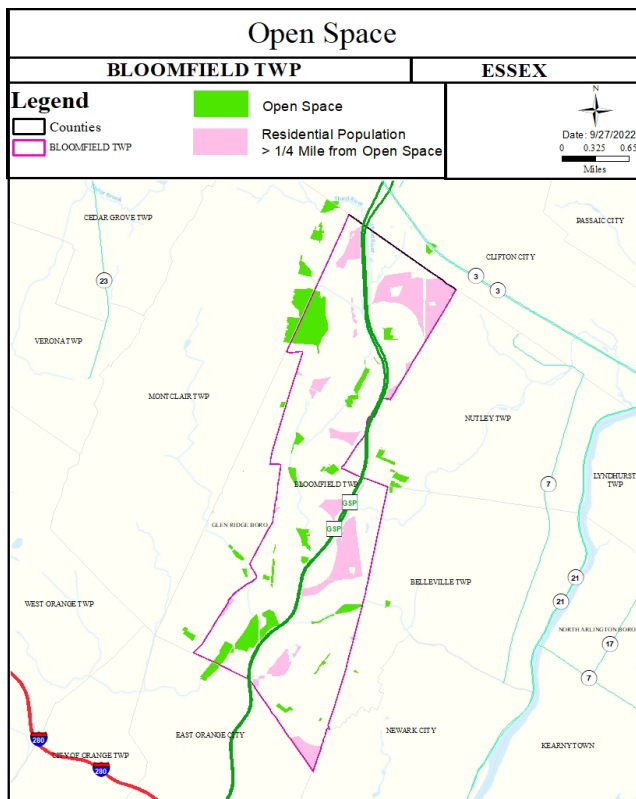 Open Space
BLOOMFIELD TWP
ESSEX
Legend
Counties
BLOOMFIELD TWP
Open Space
Residential Population
> 1/4 Mile from Open Space
N
Date: 9/27/2022
0 0.325 0.65
Miles
CEDAR GROVE TWP
PASSAIC CITY
CLIFTON CITY
23
3
3
VERONA TWP
MONTCLAIR TWP
NUTLEY TWP
LYNDHURST
TWP
7
BLOOMFIELD TWP
GSP
GLEN RIDGE BORO
GSP
BELLEVILLE TWP
21
WEST ORANGE TWP
21
NORTH ARLINGTON BORO
17
7
EAST ORANGE CITY
NEWARK CITY
280
CITY OF ORANGE TWP
280
KEARNY TOWN